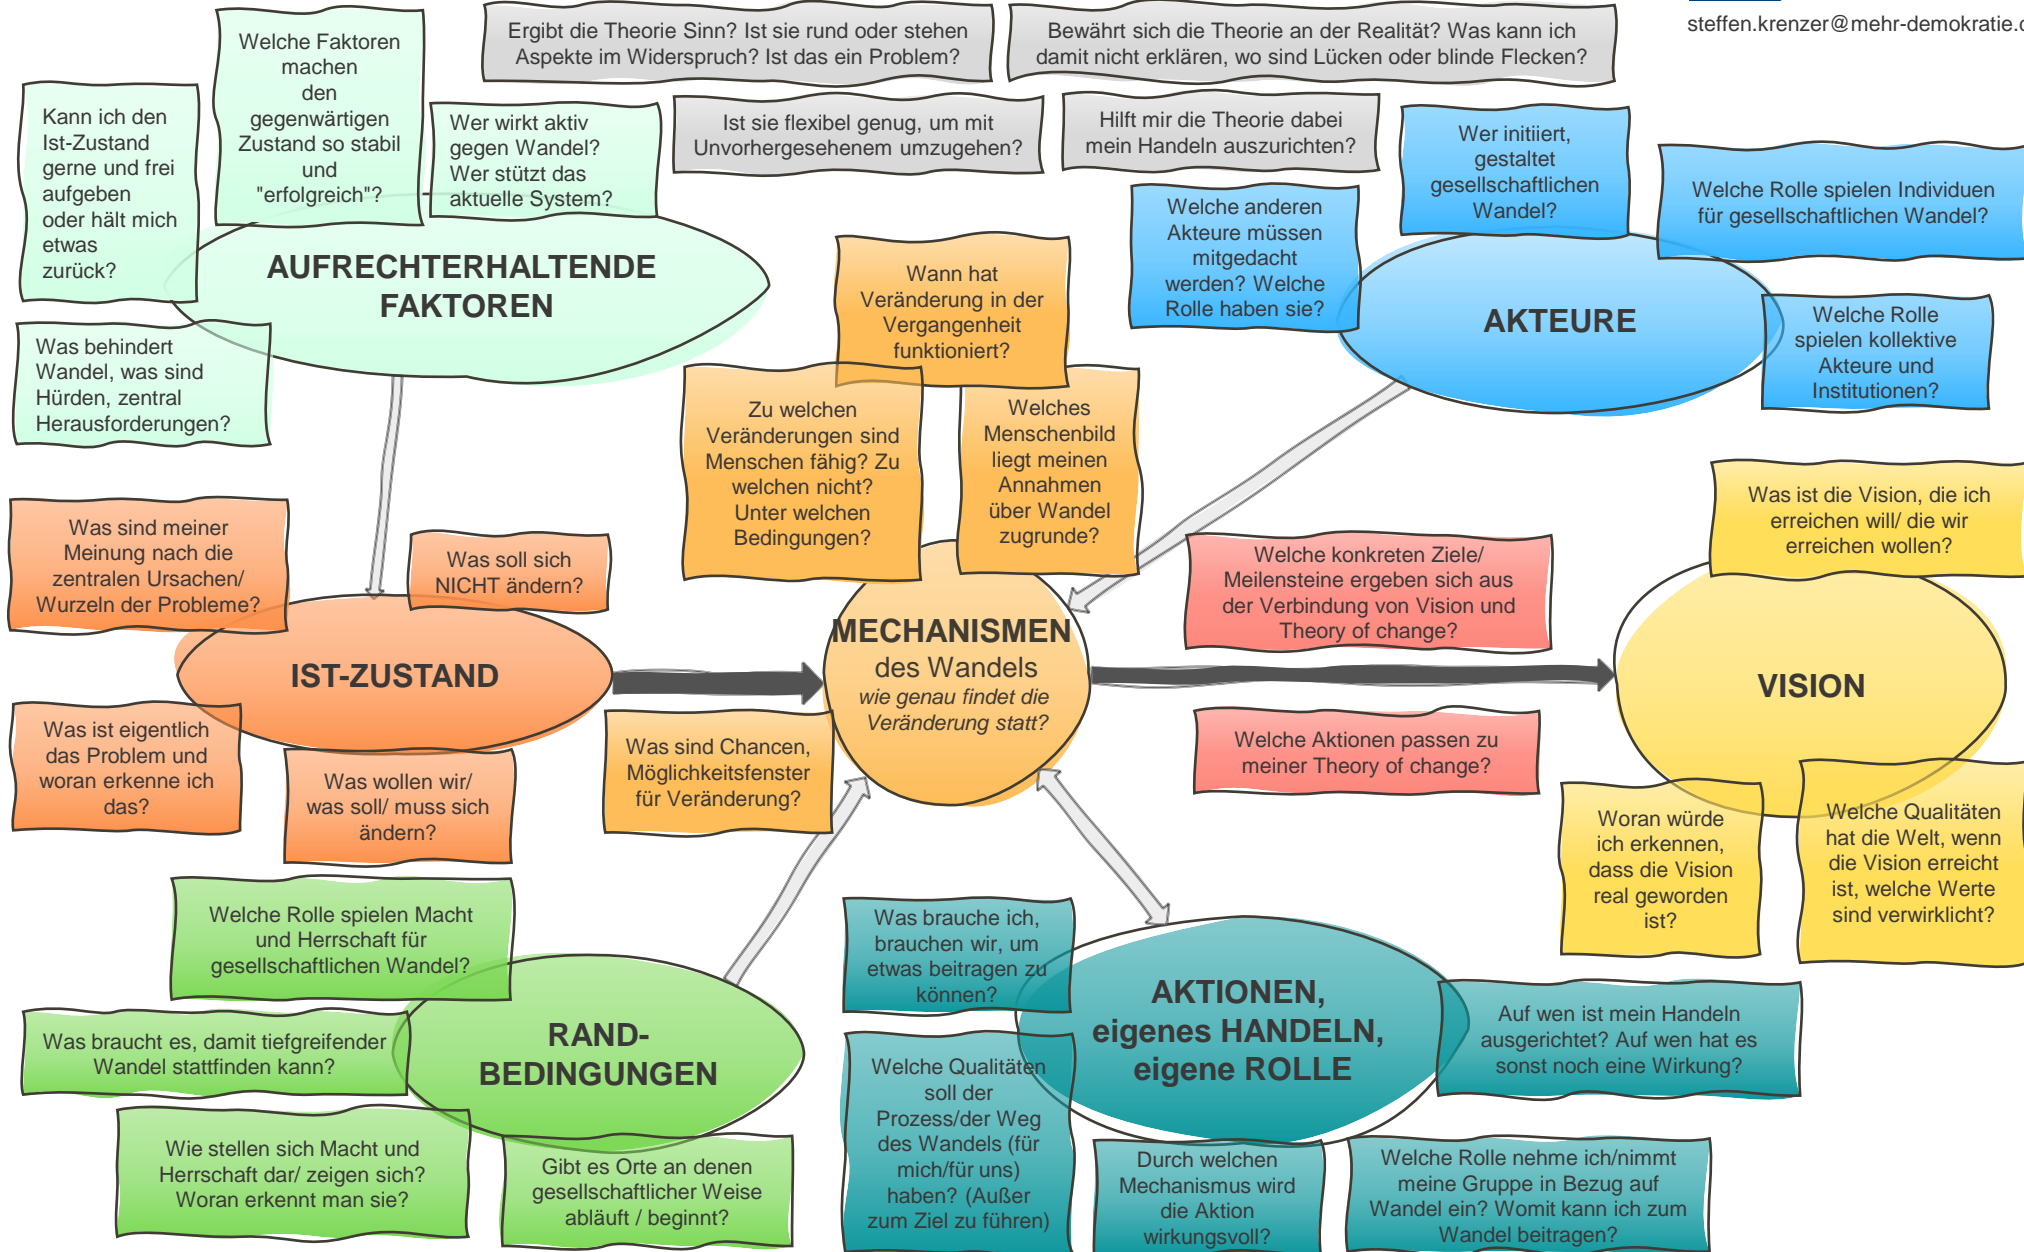 steffen.krenzer@mehr-demokratie.
Ergibt die Theorie Sinn? Ist sie rund oder stehen
Aspekte im Widerspruch? Ist das ein Problem?
Bewährt sich die Theorie an der Realität? Was kann ich
damit nicht erklären, wo sind Lücken oder blinde Flecken?
Ist sie flexibel genug, um mit
Unvorhergesehenem umzugehen?
Hilft mir die Theorie dabei
mein Handeln auszurichten?
Kann ich den
Ist-Zustand
gerne und frei
aufgeben
oder hält mich
etwas
zurück?
Welche Faktoren
machen
den
gegenwärtigen
Zustand so stabil
und
"erfolgreich"?
Wer wirkt aktiv
gegen Wandel?
Wer stützt das
aktuelle System?
AUFRECHTERHALTENDE
FAKTOREN
Was behindert
Wandel, was sind
Hürden, zentral
Herausforderungen?
Wann hat
Veränderung in der
Vergangenheit
funktioniert?
Zu welchen
Veränderungen sind
Menschen fähig? Zu
welchen nicht?
Unter welchen
Bedingungen?
Welches
Menschenbild
liegt meinen
Annahmen
über Wandel
zugrunde?
Welche anderen
Akteure müssen
mitgedacht
werden? Welche
Rolle haben sie?
Wer initiiert,
gestaltet
gesellschaftlichen
Wandel?
Welche Rolle spielen Individuen
für gesellschaftlichen Wandel?
AKTEURE
Welche Rolle
spielen kollektive
Akteure und
Institutionen?
Was sind meiner
Meinung nach die
zentralen Ursachen/
Wurzeln der Probleme?
Was soll sich
NICHT ändern?
IST-ZUSTAND
Was ist eigentlich
das Problem und
woran erkenne ich
das?
Was wollen wir/
was soll/ muss sich
ändern?
MECHANISMEN
des Wandels
wie genau findet die
Veränderung statt?
Was sind Chancen,
Möglichkeitsfenster
für Veränderung?
Welche konkreten Ziele/
Meilensteine ergeben sich aus
der Verbindung von Vision und
Theory of change?
Welche Aktionen passen zu
meiner Theory of change?
Was ist die Vision, die ich
erreichen will/ die wir
erreichen wollen?
VISION
Woran würde
ich erkennen,
dass die Vision
real geworden
ist?
Welche Qualitäten
hat die Welt, wenn
die Vision erreicht
ist, welche Werte
sind verwirklicht?
Welche Rolle spielen Macht
und Herrschaft für
gesellschaftlichen Wandel?
Was braucht es, damit tiefgreifender
Wandel stattfinden kann?
RAND-
BEDINGUNGEN
Wie stellen sich Macht und
Herrschaft dar/ zeigen sich?
Woran erkennt man sie?
Gibt es Orte an denen
gesellschaftlicher Weise
abläuft / beginnt?
Was brauche ich,
brauchen wir, um
etwas beitragen zu
können?
AKTIONEN,
eigenes HANDELN,
eigene ROLLE
Auf wen ist mein Handeln
ausgerichtet? Auf wen hat es
sonst noch eine Wirkung?
Welche Qualitäten
soll der
Prozess/der Weg
des Wandels (für
mich/für uns)
haben? (Außer
zum Ziel zu führen)
Durch welchen
Mechanismus wird
die Aktion
wirkungsvoll?
Welche Rolle nehme ich/nimmt
meine Gruppe in Bezug auf
Wandel ein? Womit kann ich zum
Wandel beitragen?